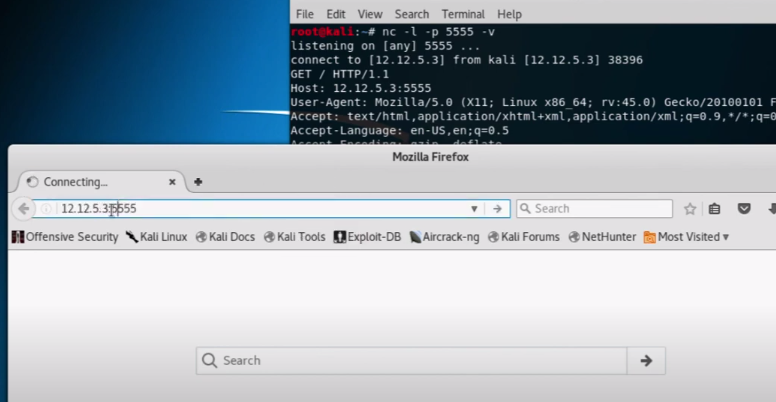 File Edit View Search Terminal Help
root@kali:~# nc -l -p 5555 -v
listening on [any] 5555 ...
connect to [12.12.5.3] from kali [12.12.5.3] 38396
GET / HTTP/1.1
Host: 12.12.5.3:5555
User-Agent: Mozilla/5.0 (X11; Linux x86_64; rv:45.0) Gecko/20100101 F
Accept: text/html,application/xhtml+xml,application/xml;q=0.9,*/*;q=0
Accept-Language: en-US,en;q=0.5
Accept-Encoding: gzip, deflate
Mozilla Firefox
Connecting...
12.12.5.3:5555
Search
Offensive Security Kali Linux Kali Docs Kali Tools Exploit-DB Aircrack-ng Kali Forums NetHunter Most Visited
Search